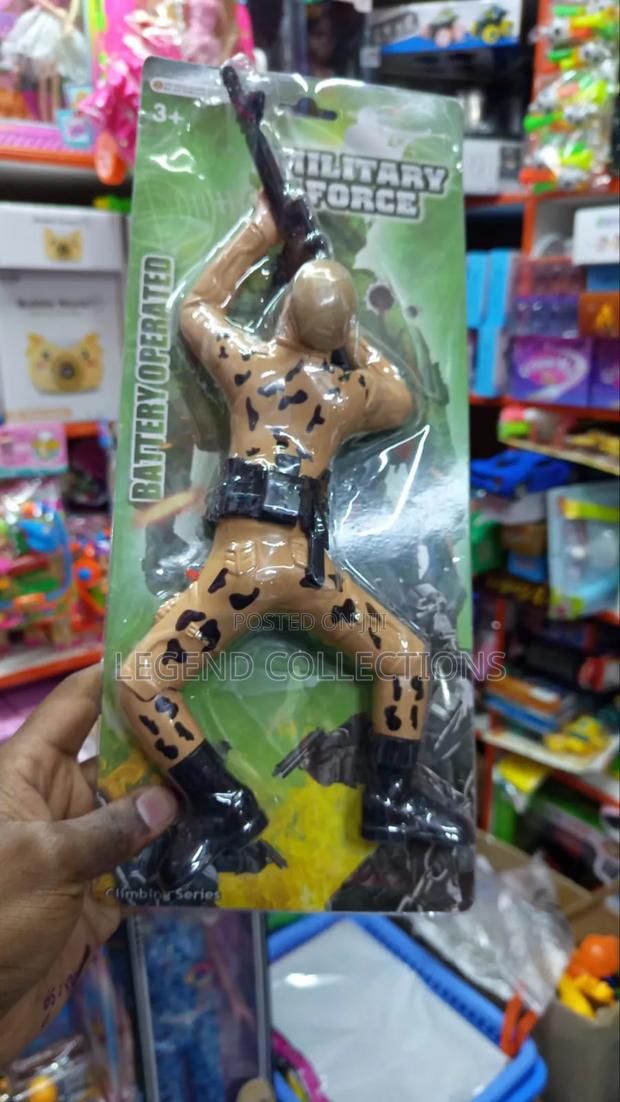 3+
MILITARY
FORCE
BATTERY OPERATED
POSTED ON JIJI
LEGEND COLLECTIONS
Climbing Series